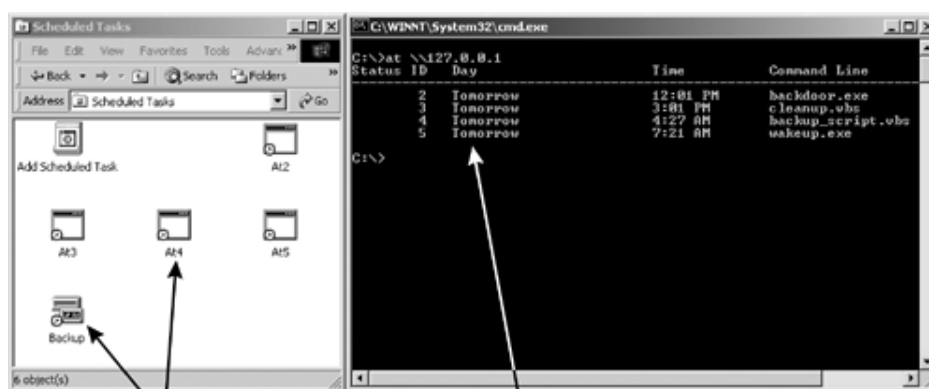 Scheduled Tasks
File Edit View Favorites Tools Advanc »
Back Search Folders »
Address Scheduled Tasks Go
Add Scheduled Task
At2
At3
At4
At5
Backup
6 object(s)
C:\WINNT\System32\cmd.exe
C:\>at \\127.0.0.1
Status ID Day Time Command Line
2 Tomorrow 12:01 PM backdoor.exe
3 Tomorrow 3:01 PM cleanup.vbs
4 Tomorrow 4:27 AM backup_script.vbs
5 Tomorrow 7:21 AM wakeup.exe
C:\>